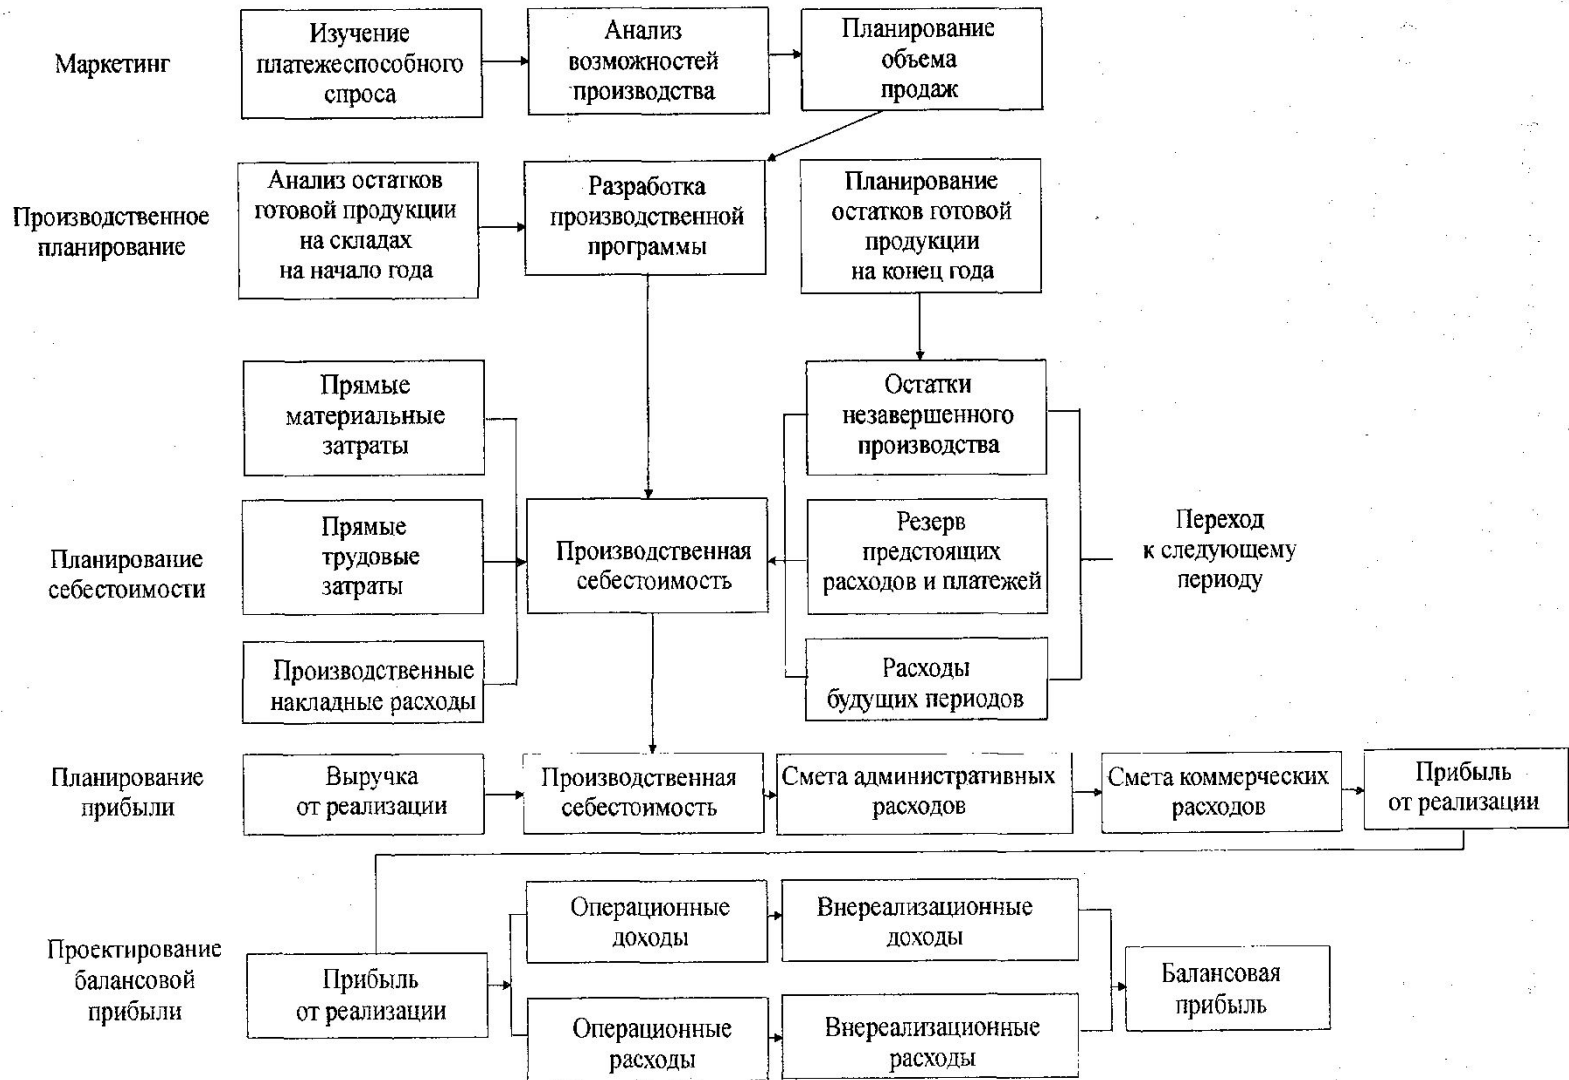 Маркетинг
Изучение
платежеспособного
спроса
Анализ
возможностей
производства
Планирование
объема
продаж
Производственное
планирование
Анализ остатков
готовой продукции
на складах
на начало года
Разработка
производственной
программы
Планирование
остатков готовой
продукции
на конец года
Планирование
себестоимости
Прямые
материальные
затраты
Прямые
трудовые
затраты
Производственные
накладные расходы
Производственная
себестоимость
Остатки
незавершенного
производства
Резерв
предстоящих
расходов и платежей
Расходы
будущих периодов
Переход
к следующему
периоду
Планирование
прибыли
Выручка
от реализации
Производственная
себестоимость
Смета административных
расходов
Смета коммерческих
расходов
Прибыль
от реализации
Проектирование
балансовой
прибыли
Прибыль
от реализации
Операционные
доходы
Внереализационные
доходы
Операционные
расходы
Внереализационные
расходы
Балансовая
прибыль